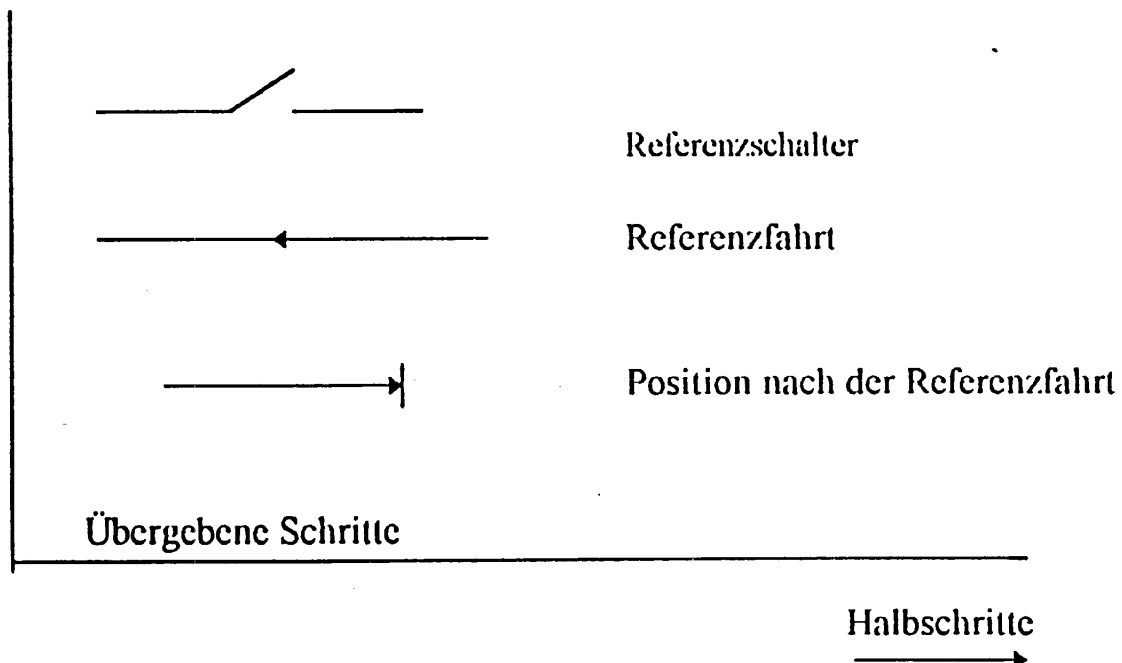 Referenzschalter
Referenzfahrt
Position nach der Referenzfahrt
Übergebene Schritte
Halbschritte